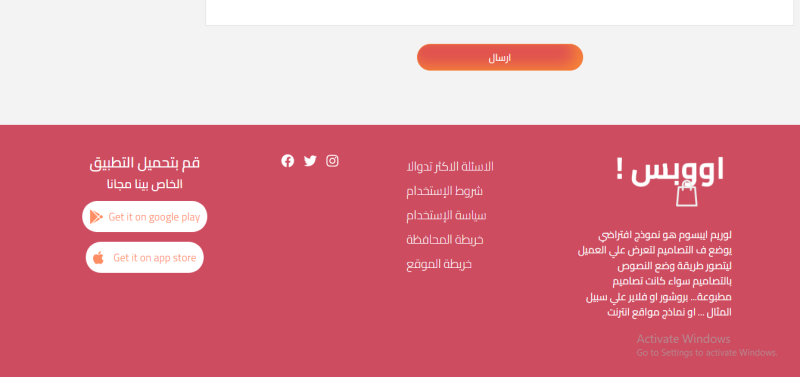 ارسال
اووبس !
لوريم ايبسوم هو نموذج افتراضي
يوضع ف التصاميم لتعرض علي العميل
ليتصور طريقة وضع النصوص
بالتصاميم سواء كانت تصاميم
مطبوعة... بروشور او فلاير علي سبيل
المثال ... او نماذج مواقع انترنت
الاسئلة الاكثر تدوالا
شروط الإستخدام
سياسة الإستخدام
خريطة المحافظة
خريطة الموقع
قم بتحميل التطبيق
الخاص بينا مجانا
Get it on google play
Get it on app store
Activate Windows
Go to Settings to activate Windows.